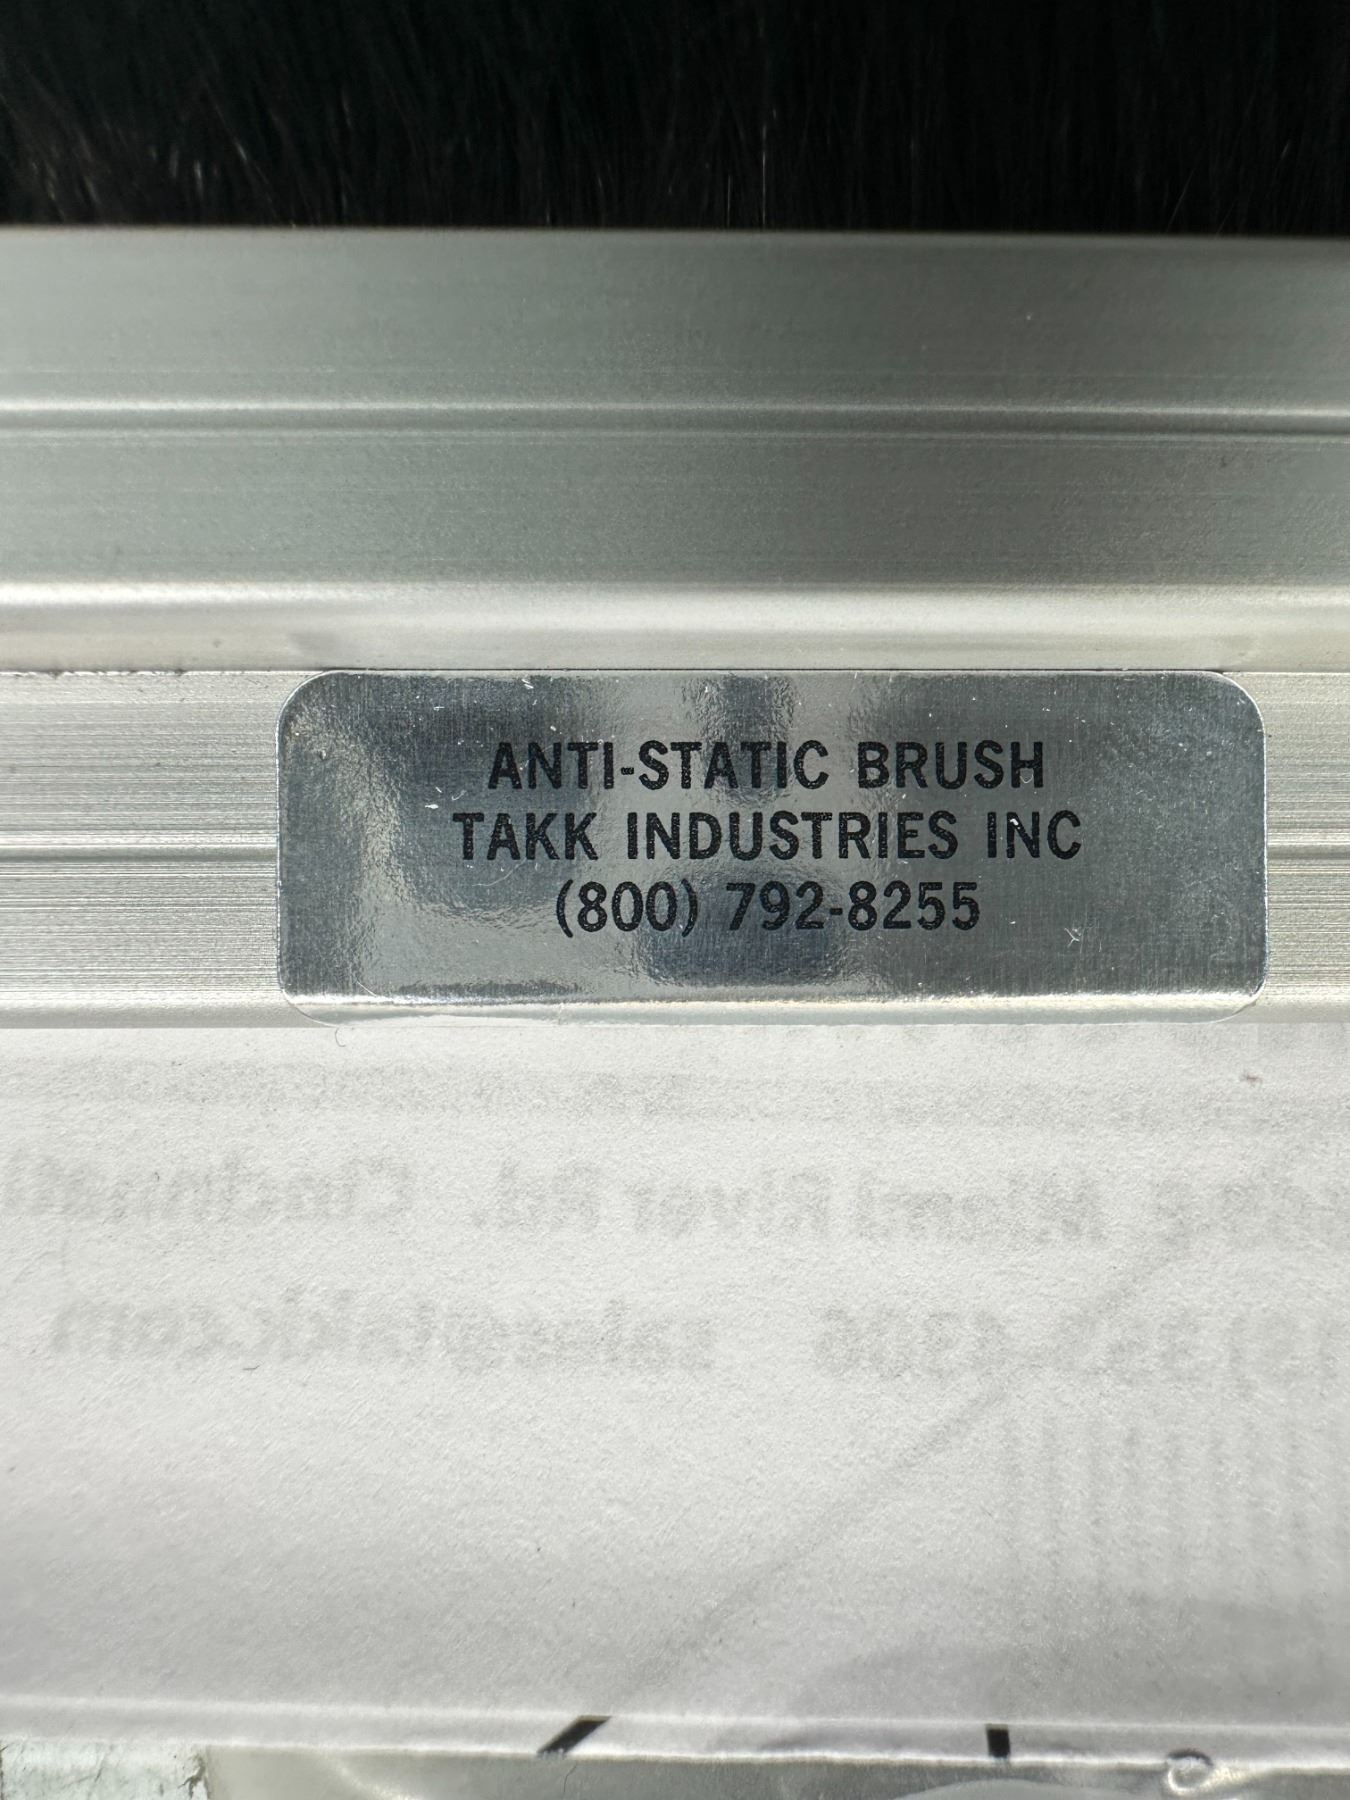 ANTI-STATIC BRUSH
TAKK INDUSTRIES INC
(800) 792-8255